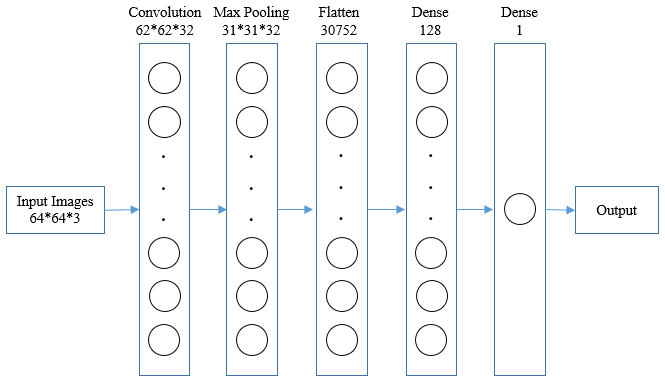 Convolution
62*62*32
Max Pooling
31*31*32
Flatten
30752
Dense
128
Dense
1
Input Images
64*64*3
Output